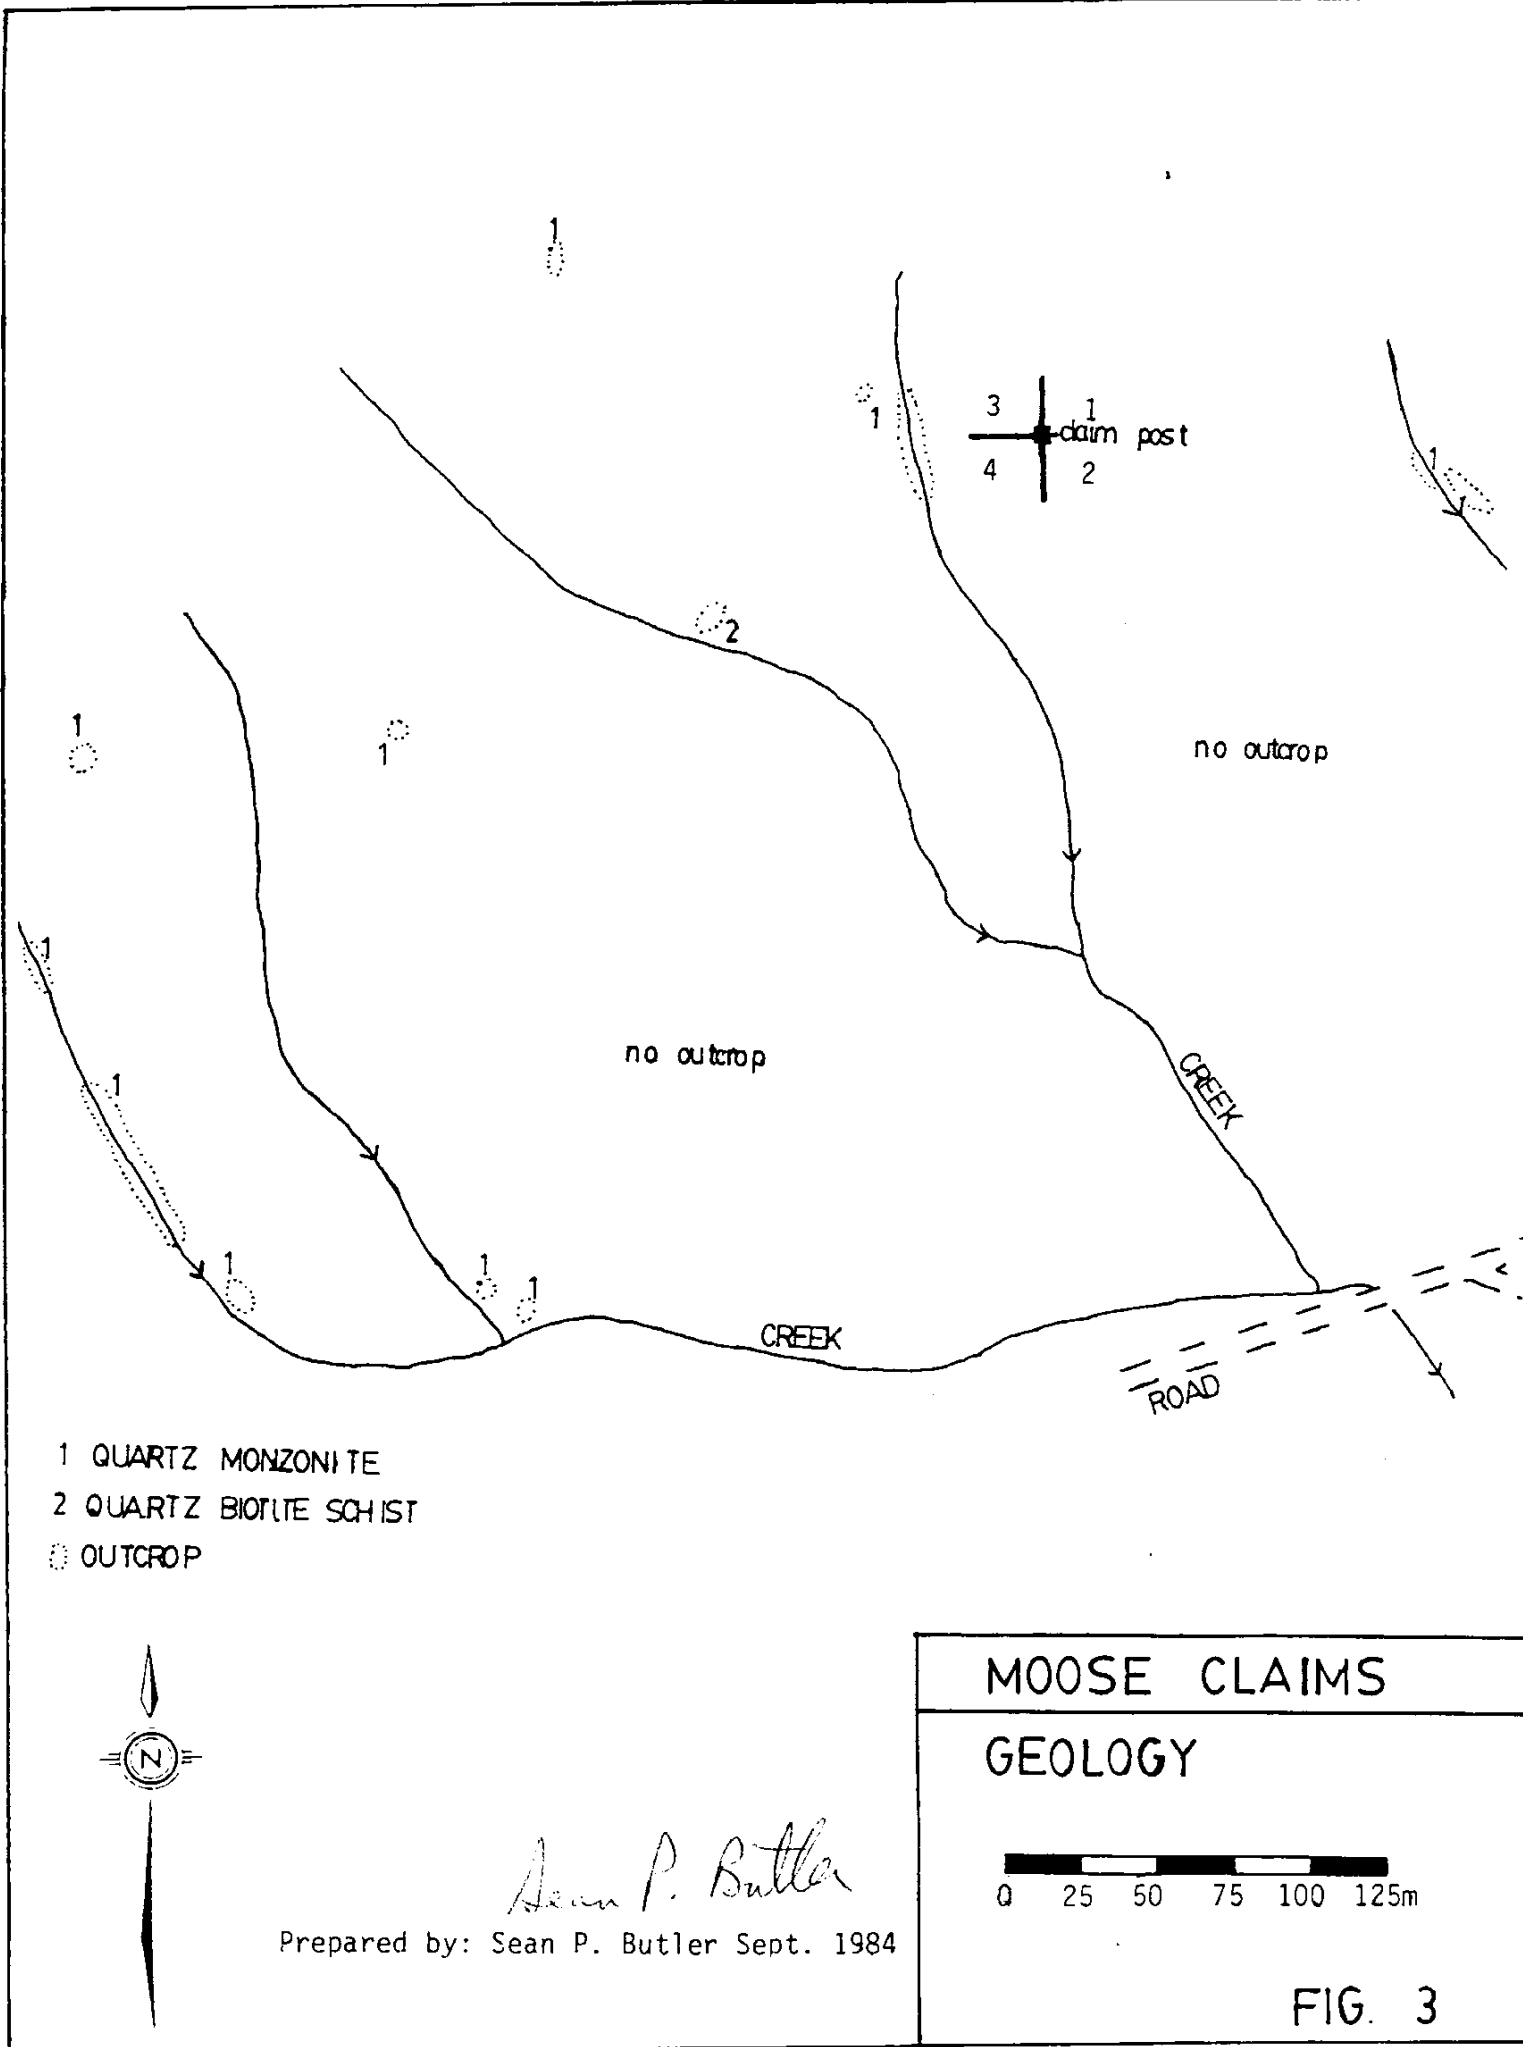 1
3 1
1
claim post
4 2
1
1
2
1
1
no outcrop
1
no outcrop
CREEK
1
1
1
1
CREEK
ROAD
1 QUARTZ MONZONITE
2 QUARTZ BIOTITE SCHIST
OUTCROP
N
MOOSE CLAIMS
GEOLOGY
0 25 50 75 100 125m
Sean P. Butler
Prepared by: Sean P. Butler Sept. 1984
FIG. 3